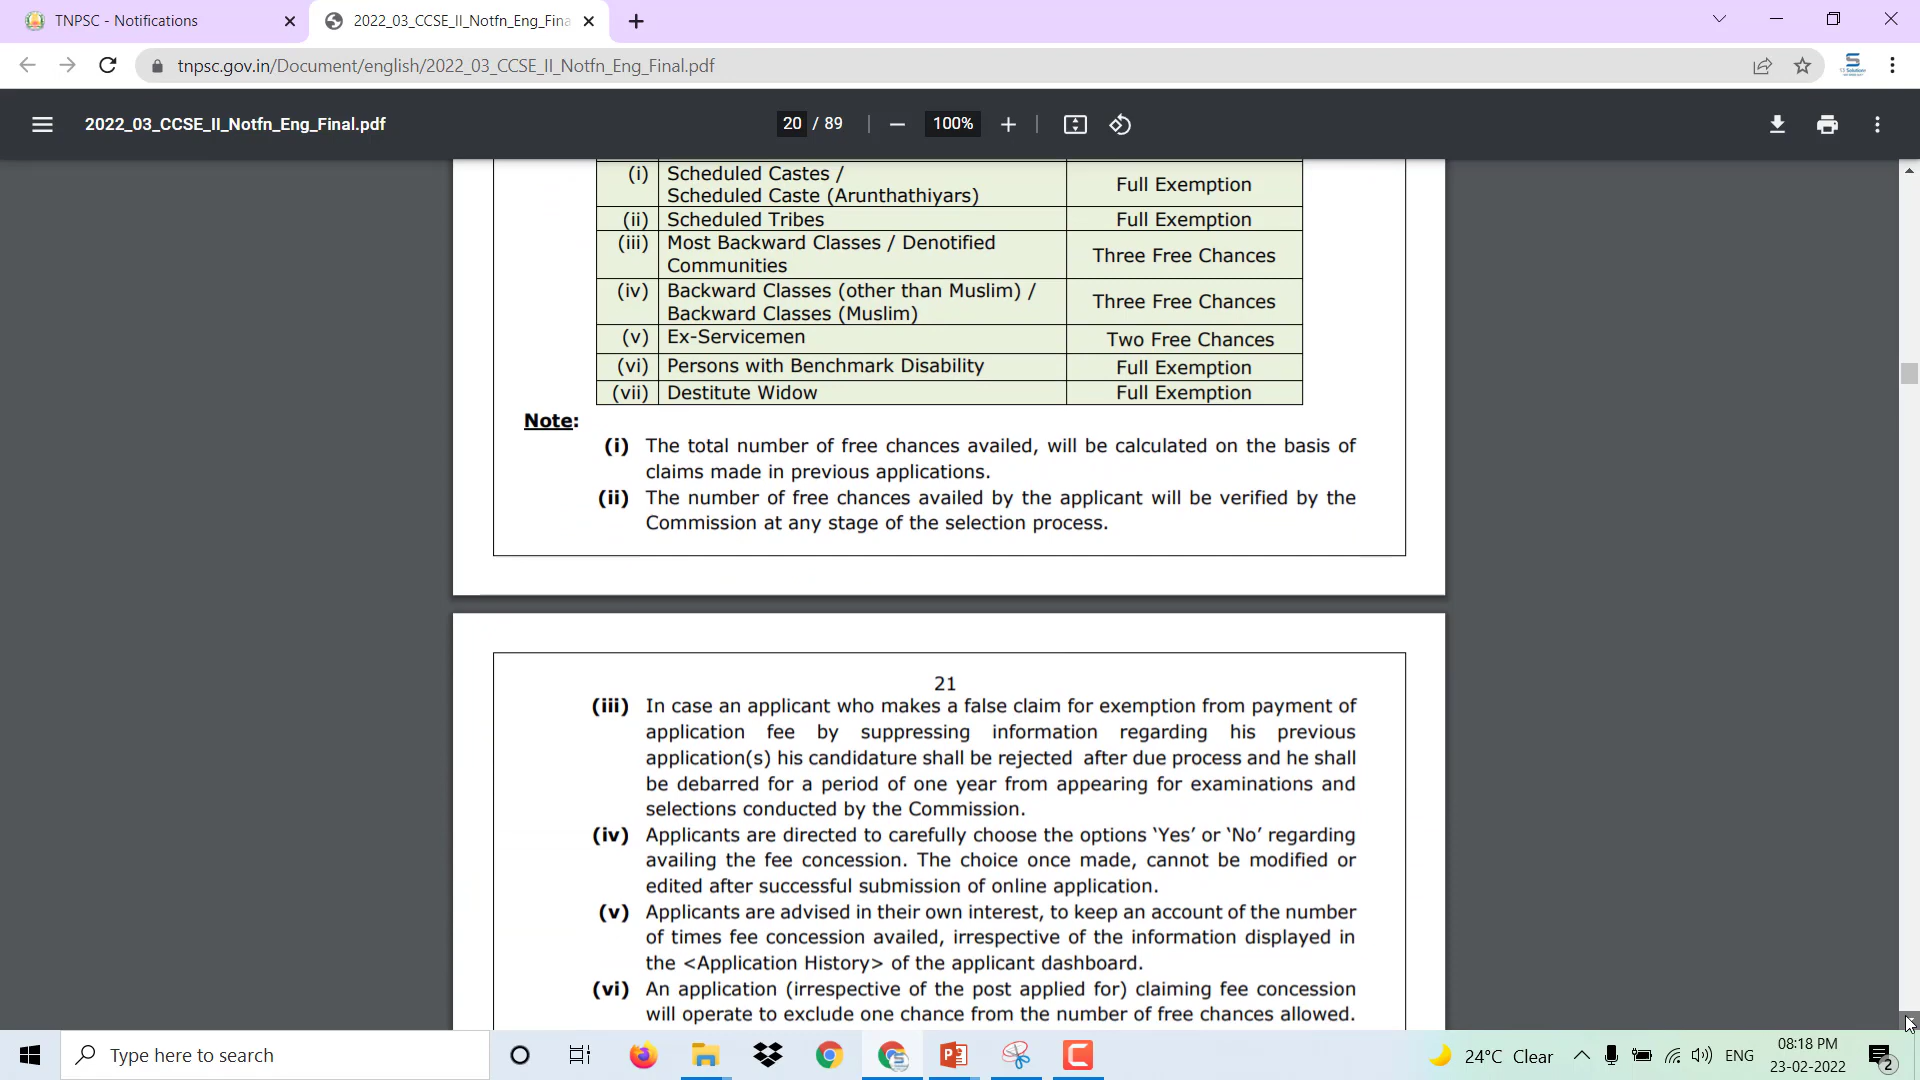 TNPSC - Notifications
2022_03_CCSE_II_Notfn_Eng_Fina
tnpsc.gov.in/Document/english/2022_03_CCSE_II_Notfn_Eng_Final.pdf
2022_03_CCSE_II_Notfn_Eng_Final.pdf
20 / 89
100%
(i) Scheduled Castes /
Scheduled Caste (Arunthathiyars) Full Exemption
(ii) Scheduled Tribes Full Exemption
(iii) Most Backward Classes / Denotified
Communities Three Free Chances
(iv) Backward Classes (other than Muslim) /
Backward Classes (Muslim) Three Free Chances
(v) Ex-Servicemen Two Free Chances
(vi) Persons with Benchmark Disability Full Exemption
(vii) Destitute Widow Full Exemption
Note:
(i) The total number of free chances availed, will be calculated on the basis of
claims made in previous applications.
(ii) The number of free chances availed by the applicant will be verified by the
Commission at any stage of the selection process.
21
(iii) In case an applicant who makes a false claim for exemption from payment of
application fee by suppressing information regarding his previous
application(s) his candidature shall be rejected after due process and he shall
be debarred for a period of one year from appearing for examinations and
selections conducted by the Commission.
(iv) Applicants are directed to carefully choose the options ‘Yes’ or ‘No’ regarding
availing the fee concession. The choice once made, cannot be modified or
edited after successful submission of online application.
(v) Applicants are advised in their own interest, to keep an account of the number
of times fee concession availed, irrespective of the information displayed in
the <Application History> of the applicant dashboard.
(vi) An application (irrespective of the post applied for) claiming fee concession
will operate to exclude one chance from the number of free chances allowed.
Type here to search
24°C Clear
ENG
08:18 PM
23-02-2022
2